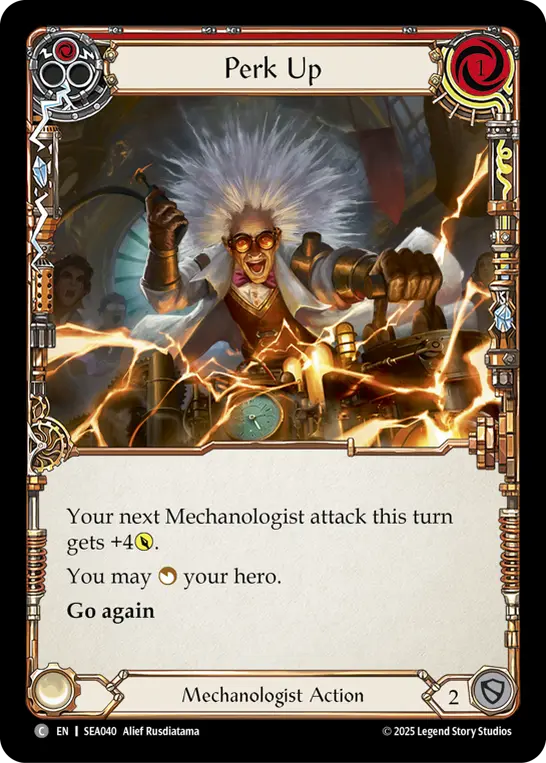 Perk Up
1
Your next Mechanologist attack this turn
gets +4.
You may your hero.
Go again
Mechanologist Action
2
C EN | SEA040 Alief Rusdiatama
© 2025 Legend Story Studios